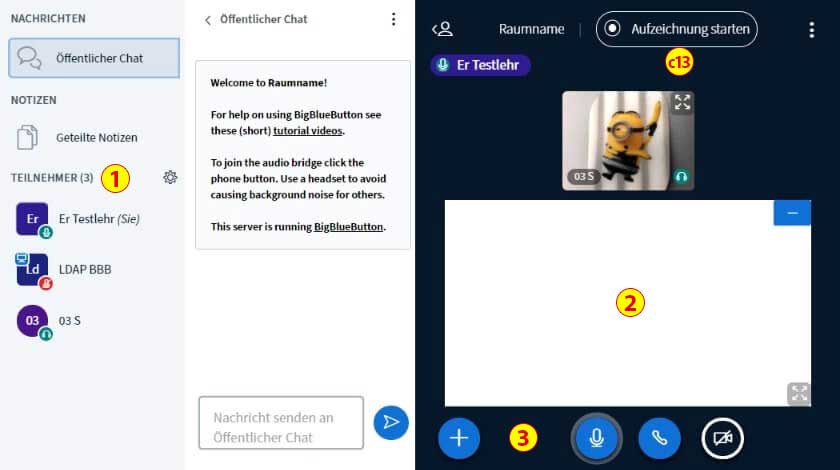 NACHRICHTEN
Öffentlicher Chat
NOTIZEN
Geteilte Notizen
TEILNEHMER (3)
1
Er
Er Testlehr (Sie)
Ld
LDAP BBB
03
03 S
Öffentlicher Chat
Welcome to Raumname!
For help on using BigBlueButton see
these (short) tutorial videos.
To join the audio bridge click the
phone button. Use a headset to avoid
causing background noise for others.
This server is running BigBlueButton.
Nachricht senden an
Öffentlicher Chat
Raumname
Aufzeichnung starten
c13
Er Testlehr
03 S
2
3